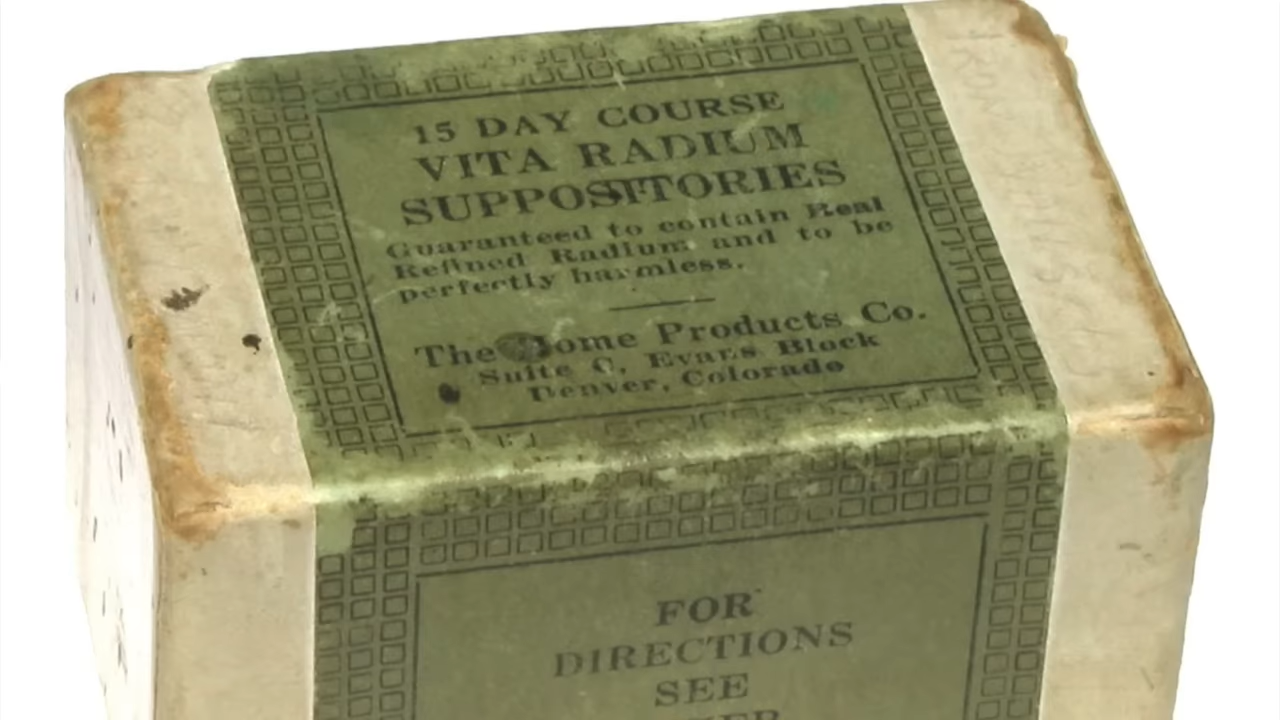 15 DAY COURSE
VITA RADIUM
SUPPOSITORIES
Guaranteed to contain Real
Refined Radium and to be
perfectly harmless.
The Home Products Co.
Suite C. Evans Block
Denver, Colorado
FOR
DIRECTIONS
SEE